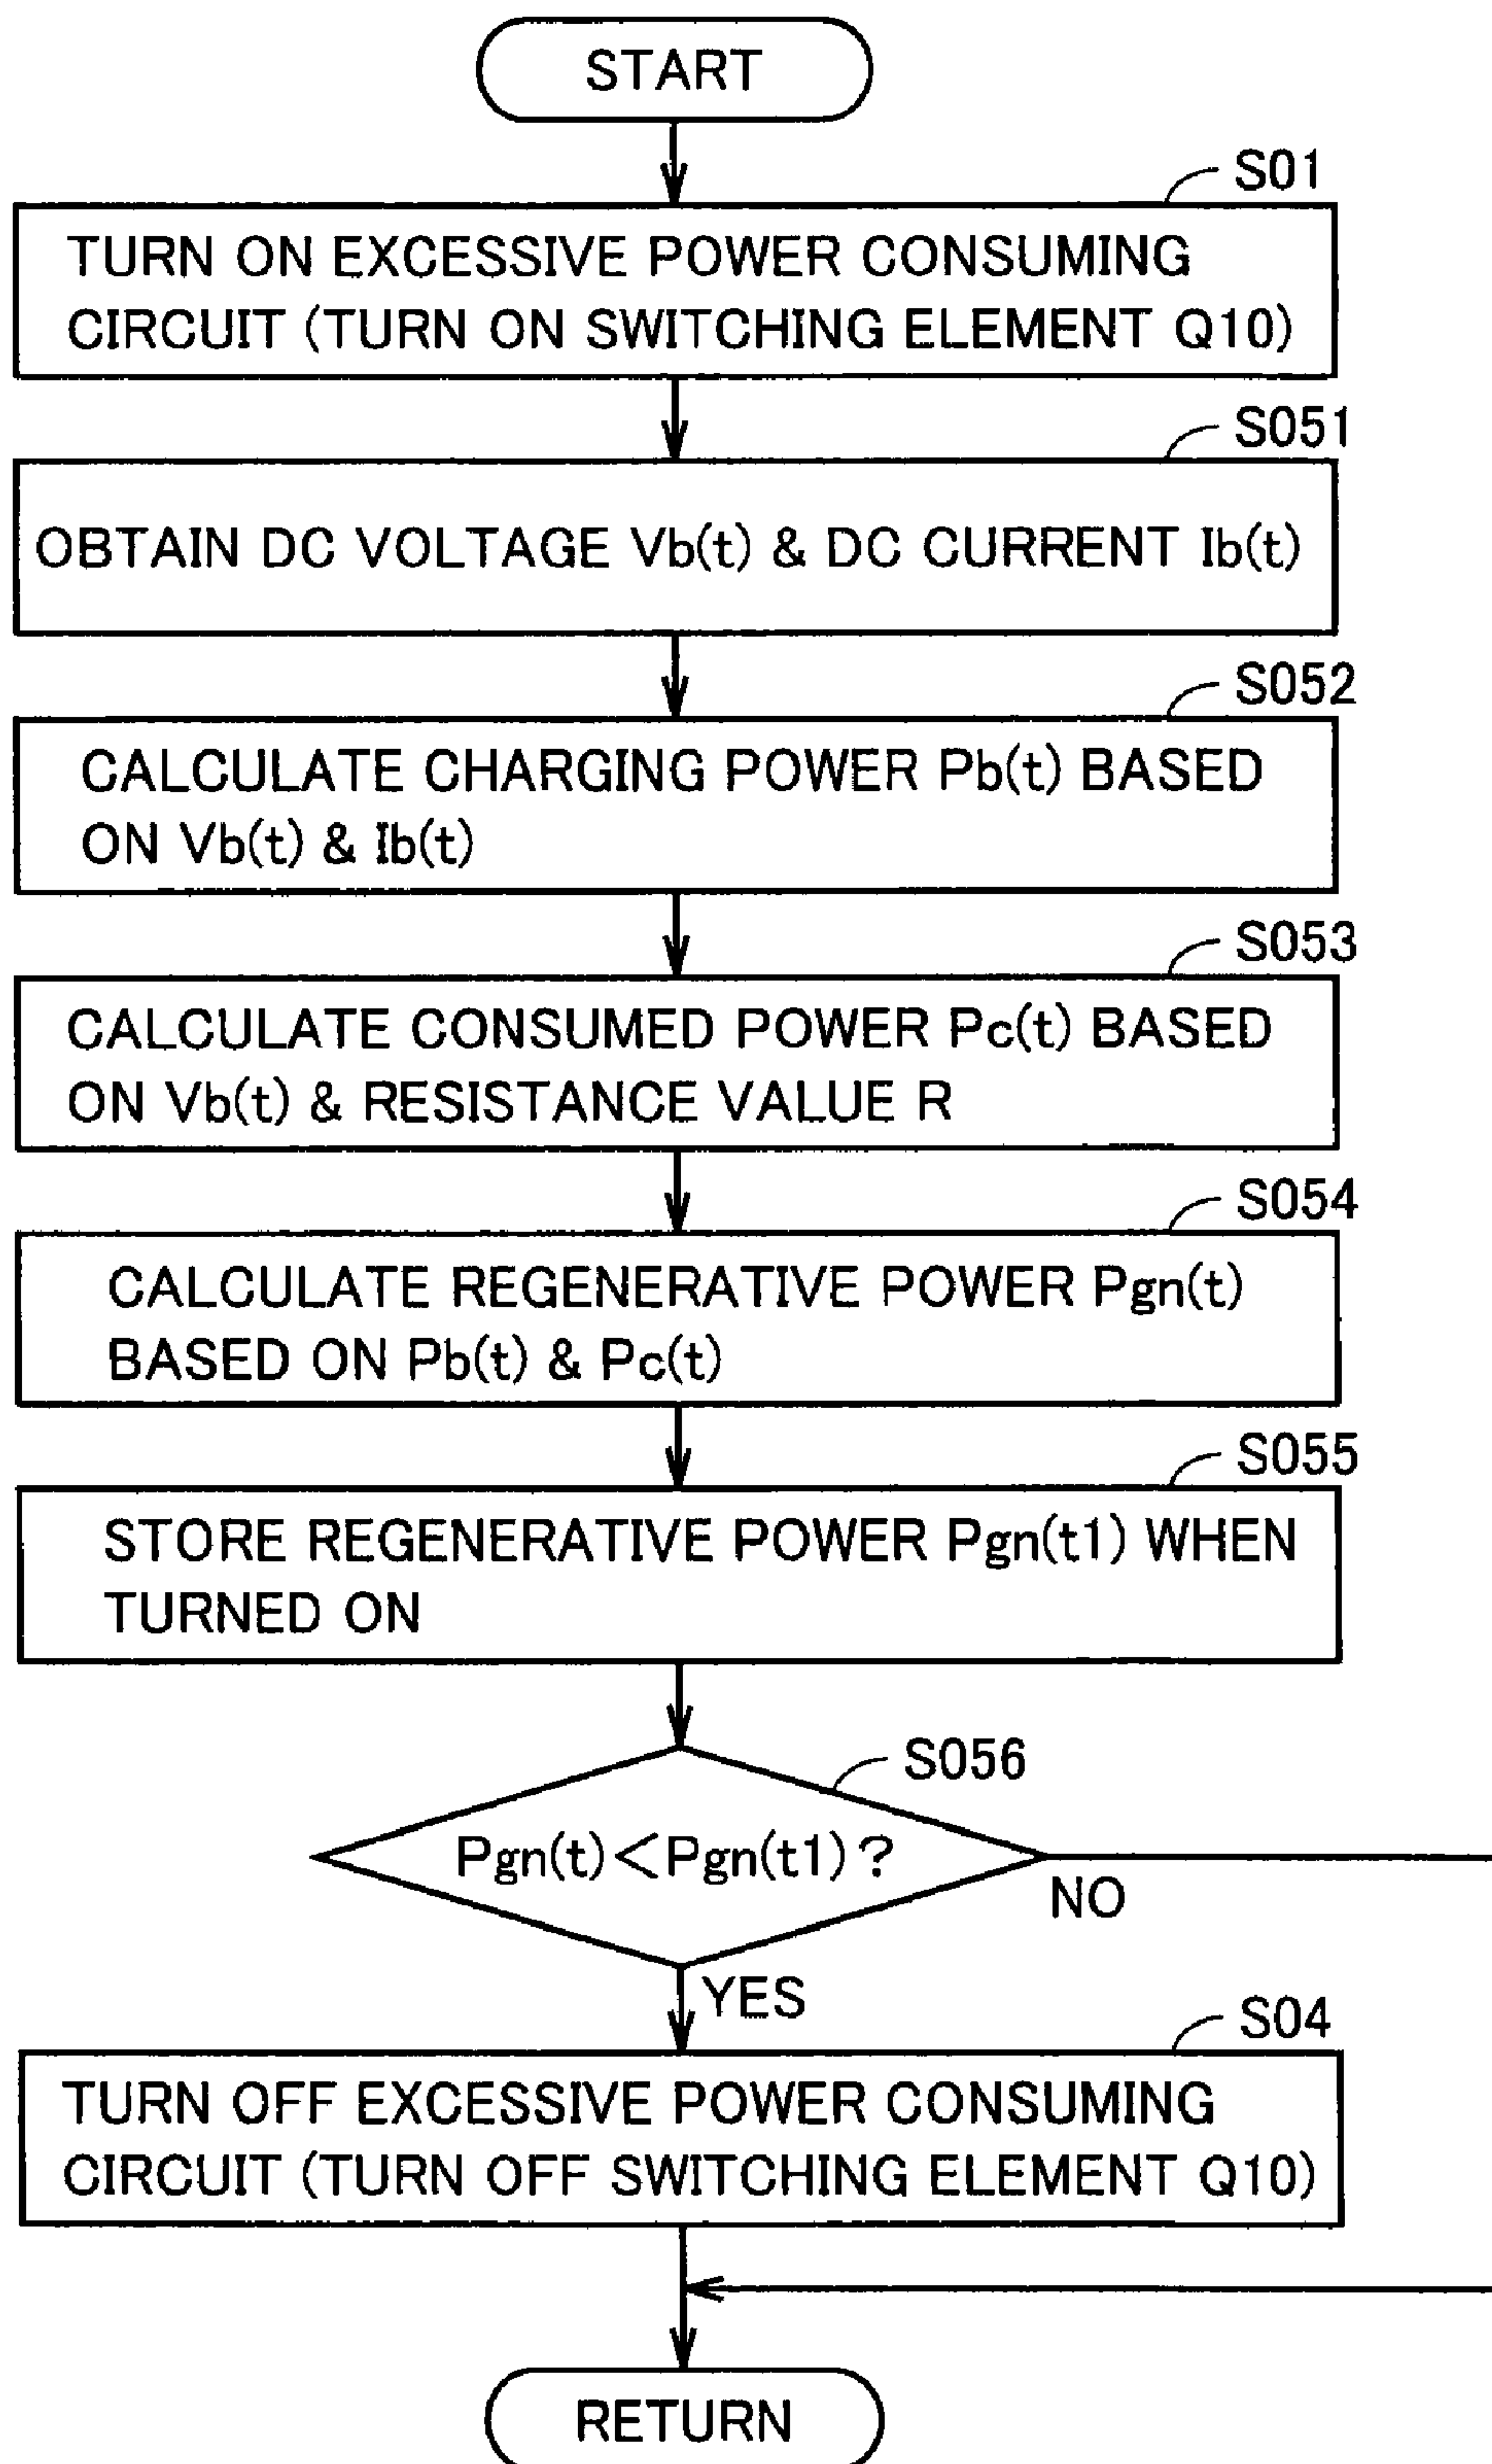 START
S01
TURN ON EXCESSIVE POWER CONSUMING
CIRCUIT (TURN ON SWITCHING ELEMENT Q10)
S051
OBTAIN DC VOLTAGE Vb(t) & DC CURRENT Ib(t)
S052
CALCULATE CHARGING POWER Pb(t) BASED
ON Vb(t) & Ib(t)
S053
CALCULATE CONSUMED POWER Pc(t) BASED
ON Vb(t) & RESISTANCE VALUE R
S054
CALCULATE REGENERATIVE POWER Pgn(t)
BASED ON Pb(t) & Pc(t)
S055
STORE REGENERATIVE POWER Pgn(t1) WHEN
TURNED ON
S056
Pgn(t)<Pgn(t1)?
NO
YES
S04
TURN OFF EXCESSIVE POWER CONSUMING
CIRCUIT (TURN OFF SWITCHING ELEMENT Q10)
RETURN